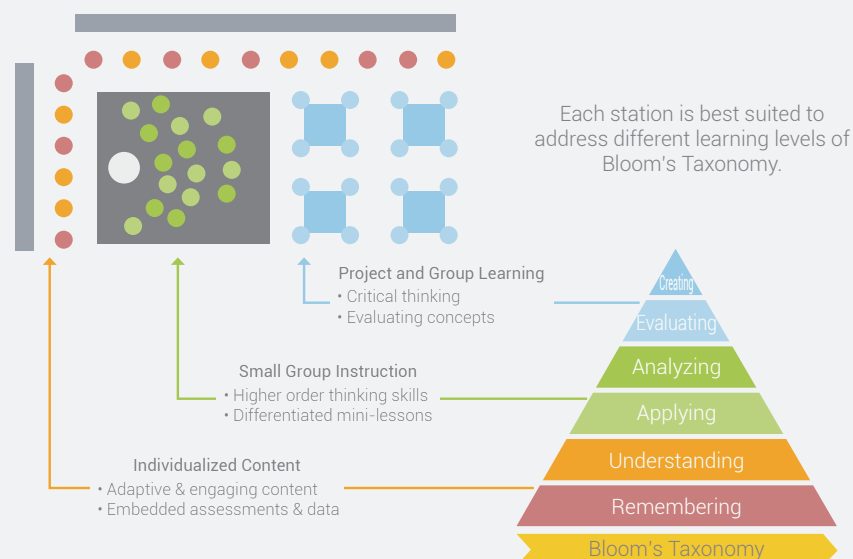 Each station is best suited to
address different learning levels of
Bloom's Taxonomy.
Project and Group Learning
• Critical thinking
• Evaluating concepts
Small Group Instruction
• Higher order thinking skills
• Differentiated mini-lessons
Individualized Content
• Adaptive & engaging content
• Embedded assessments & data
Creating
Evaluating
Analyzing
Applying
Understanding
Remembering
Bloom's Taxonomy